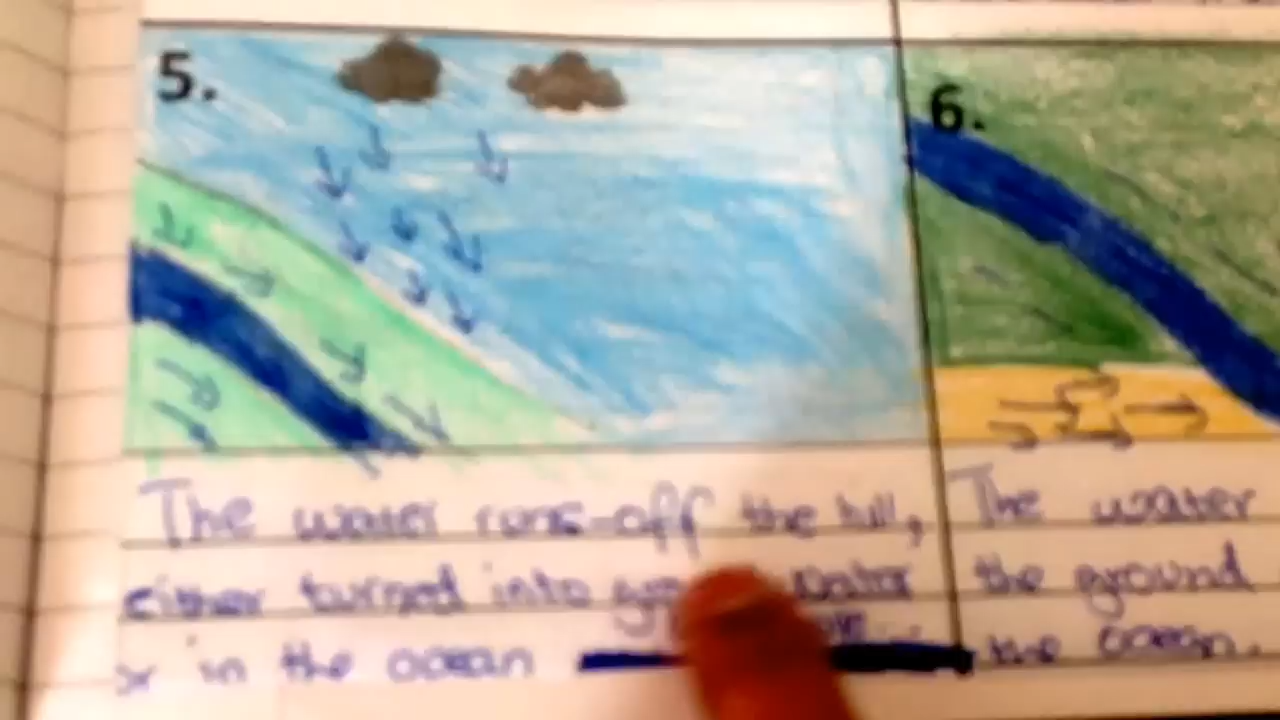 5.
The water runs-off the hill,
either turned into water
in the ocean
6.
The water
the ground
the ocean.